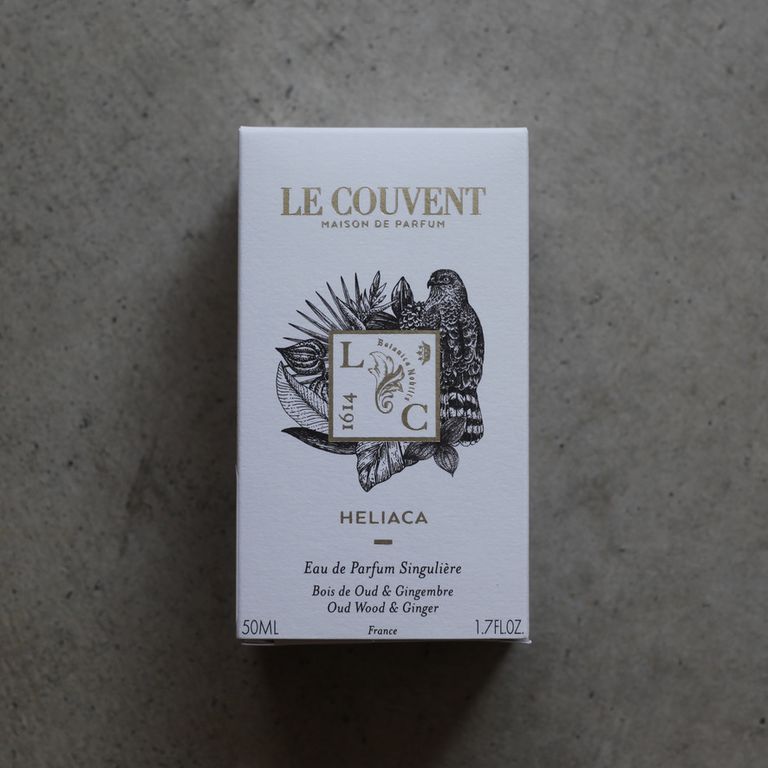 LE COUVENT
MAISON DE PARFUM
L
Botanica Nobilis
1614
C
HELIACA
Eau de Parfum Singulière
Bois de Oud & Gingembre
Oud Wood & Ginger
50ML
France
1.7FL.OZ.